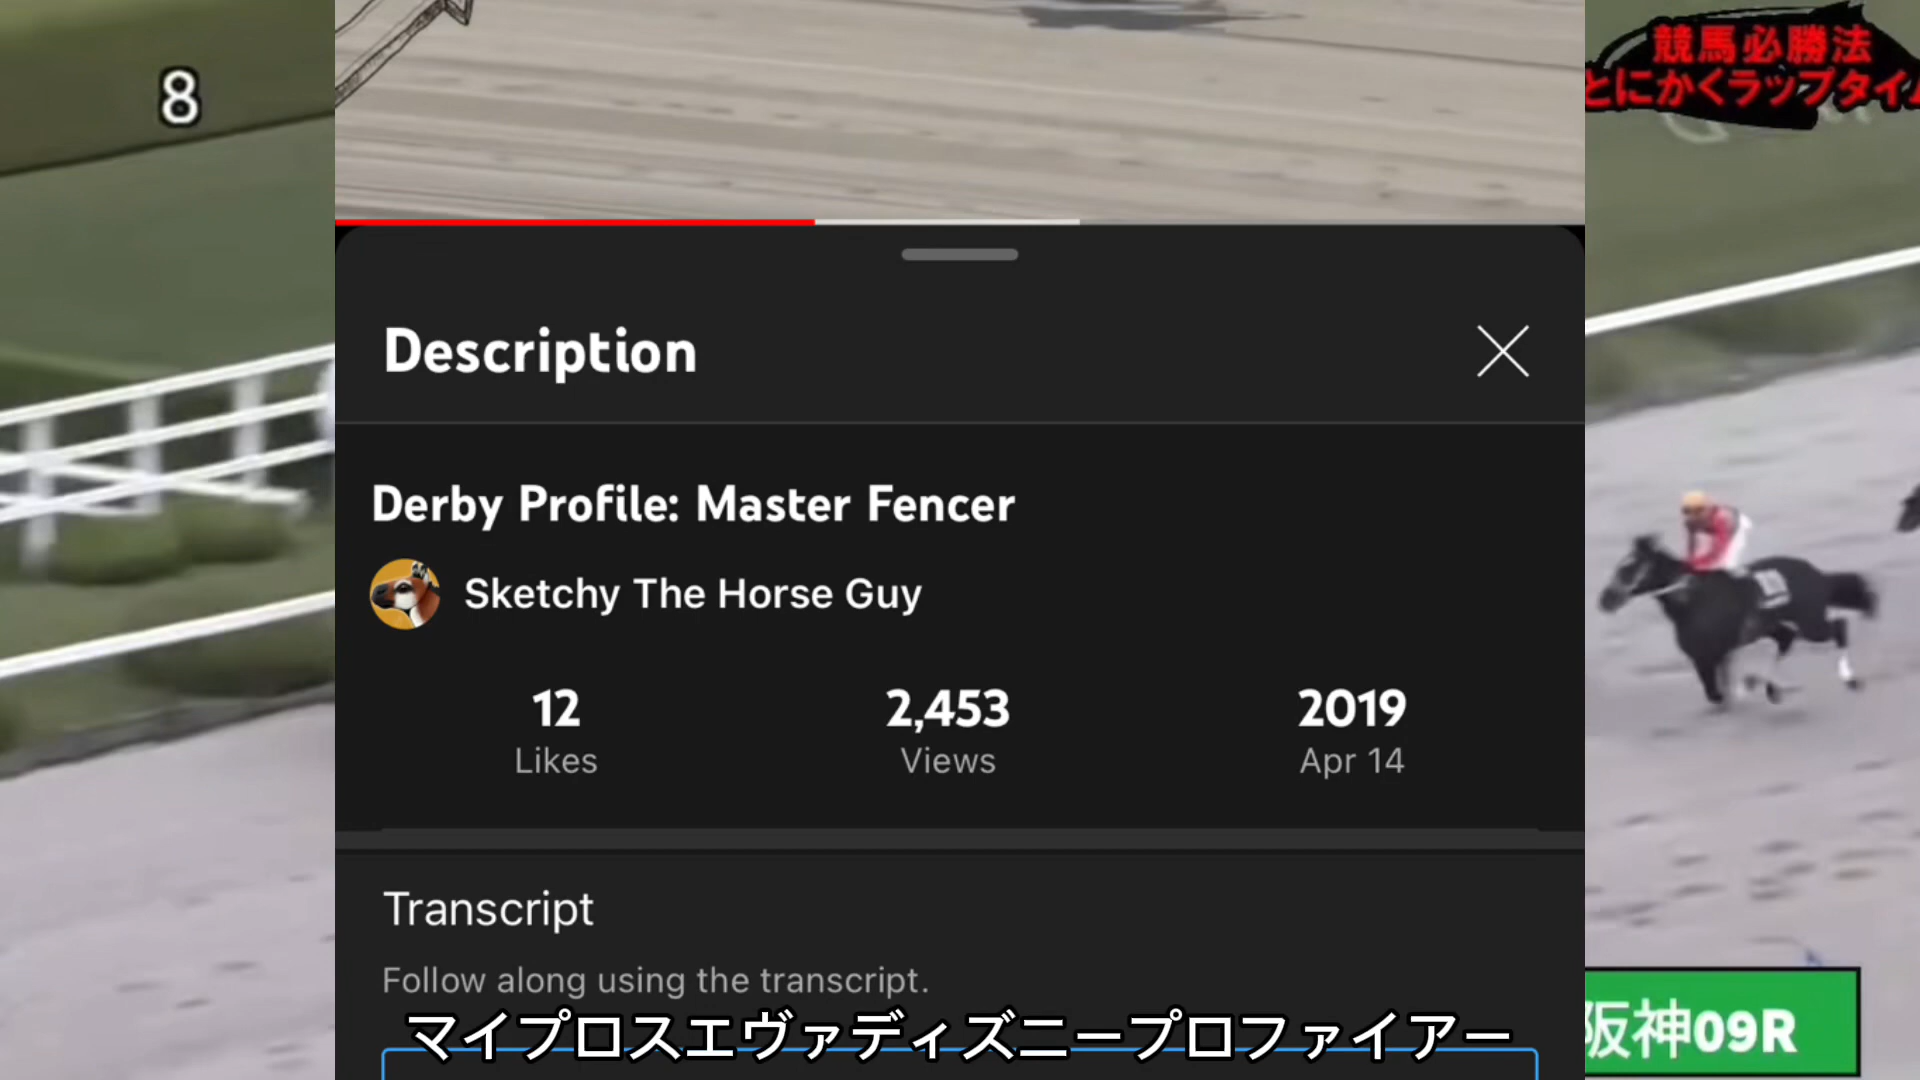 8
競馬必勝法
とにかくラップタイム
Description
Derby Profile: Master Fencer
Sketchy The Horse Guy
12
Likes
2,453
Views
2019
Apr 14
Transcript
Follow along using the transcript.
マイプロスエヴァディズニープロファイアー
阪神09R